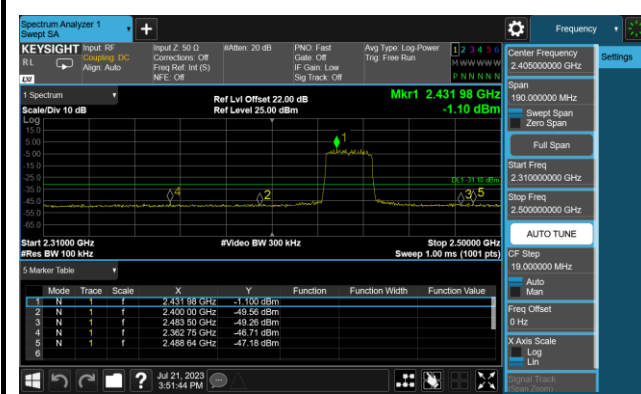 Spectrum Analyzer 1
Swept SA
+
Frequency
KEYSIGHT
RL
LXI
Input: RF
Coupling: DC
Align: Auto
Input Z: 50 Ω
Corrections: Off
Freq Ref: Int (S)
NFE: Off
#Atten: 20 dB
PNO: Fast
Gate: Off
IF Gain: Low
Sig Track: Off
Avg Type: Log-Power
Trig: Free Run
1 2 3 4 5 6
M W W W W W
P N N N N N
1 Spectrum
Scale/Div 10 dB
Ref Lvl Offset 22.00 dB
Ref Level 25.00 dBm
Mkr1 2.431 98 GHz
-1.10 dBm
Log
15.0
5.00
-5.00
-15.0
-25.0
-35.0
-45.0
-55.0
-65.0
1
DL1 -31.10 dBm
4
2
3
5
Start 2.31000 GHz
#Res BW 100 kHz
#Video BW 300 kHz
Stop 2.50000 GHz
Sweep 1.00 ms (1001 pts)
5 Marker Table
Mode Trace Scale X Y Function Function Width Function Value
1 N 1 f 2.431 98 GHz -1.100 dBm
2 N 1 f 2.400 00 GHz -49.56 dBm
3 N 1 f 2.483 50 GHz -49.26 dBm
4 N 1 f 2.362 75 GHz -46.71 dBm
5 N 1 f 2.488 64 GHz -47.18 dBm
6
?
Jul 21, 2023
3:51:44 PM
Settings
Center Frequency
2.405000000 GHz
Span
190.000000 MHz
Swept Span
Zero Span
Full Span
Start Freq
2.310000000 GHz
Stop Freq
2.500000000 GHz
AUTO TUNE
CF Step
19.000000 MHz
Auto
Man
Freq Offset
0 Hz
X Axis Scale
Log
Lin
Signal Track
(Span Zoom)